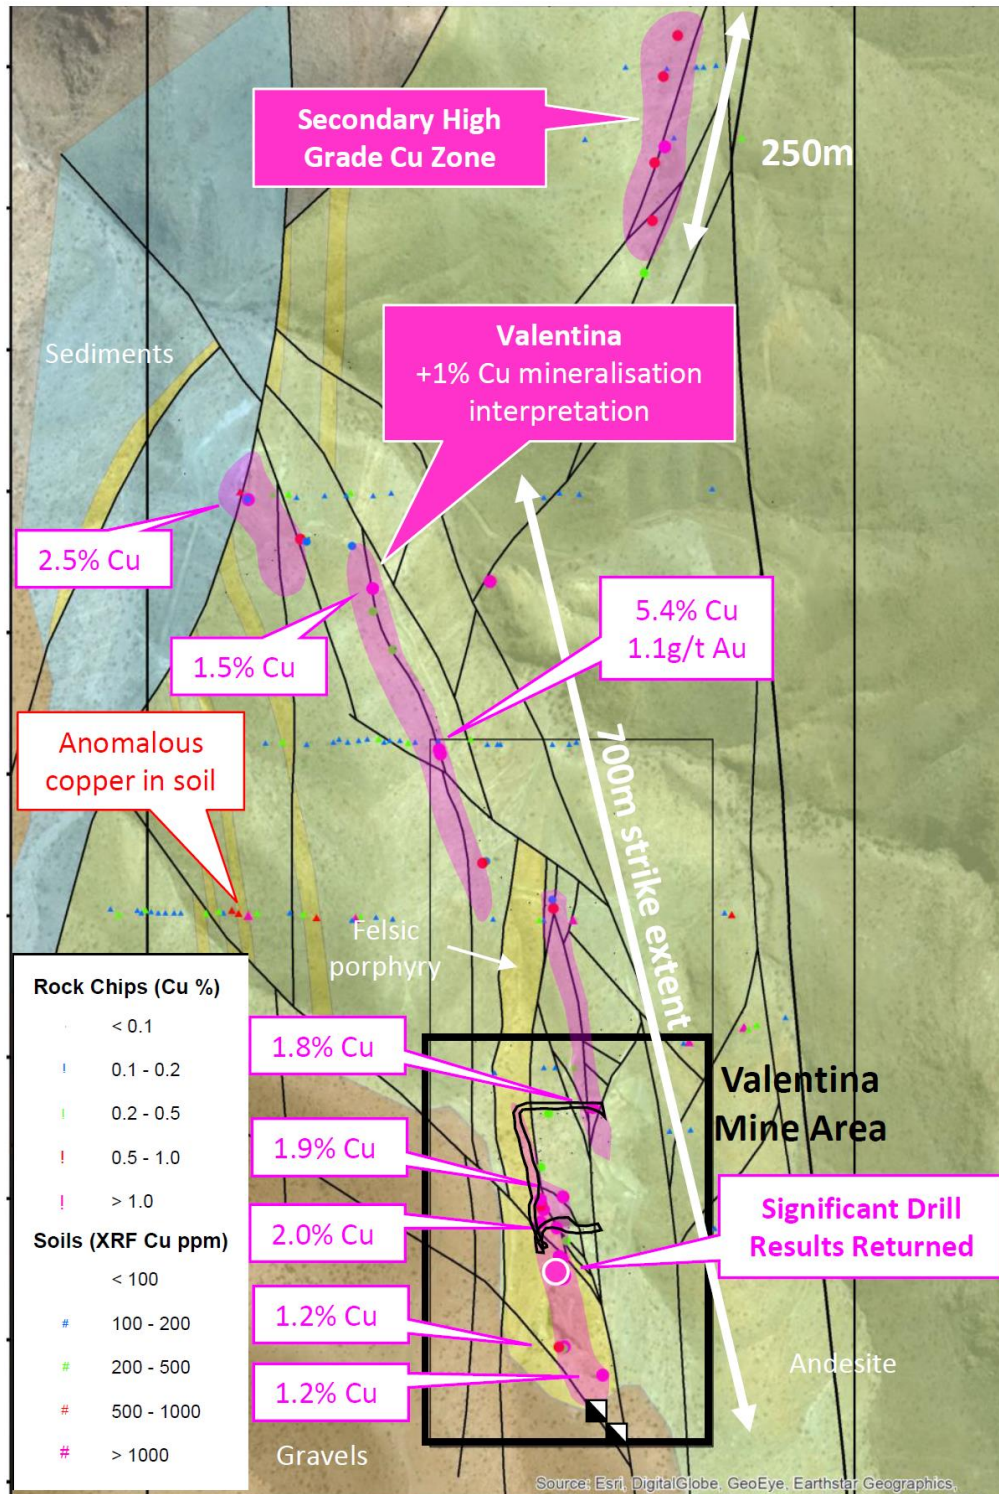 Secondary High
Grade Cu Zone
250m
Valentina
+1% Cu mineralisation
interpretation
Sediments
2.5% Cu
1.5% Cu
5.4% Cu
1.1g/t Au
Anomalous
copper in soil
700m strike extent
Felsic
porphyry
Rock Chips (Cu %)
< 0.1
! 0.1 - 0.2
! 0.2 - 0.5
! 0.5 - 1.0
! > 1.0
Soils (XRF Cu ppm)
< 100
# 100 - 200
# 200 - 500
# 500 - 1000
# > 1000
1.8% Cu
1.9% Cu
2.0% Cu
1.2% Cu
1.2% Cu
Valentina
Mine Area
Significant Drill
Results Returned
Andesite
Gravels
Source: Esri, DigitalGlobe, GeoEye, Earthstar Geographics,